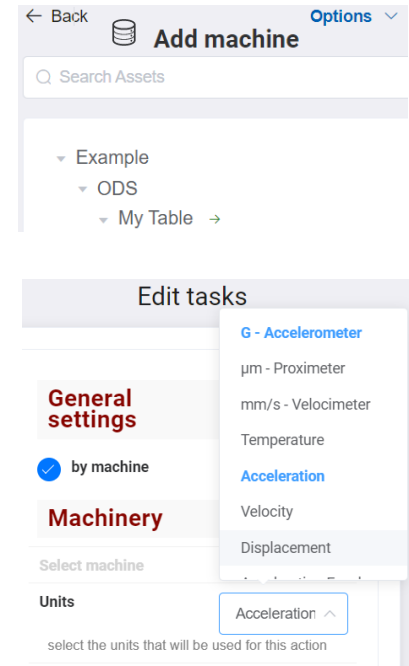 ← Back
Options
Add machine
Search Assets
Example
ODS
My Table →
Edit tasks
G - Accelerometer
µm - Proximeter
mm/s - Velocimeter
Temperature
Acceleration
Velocity
Displacement
General
settings
by machine
Machinery
Select machine
Units
Acceleration
select the units that will be used for this action